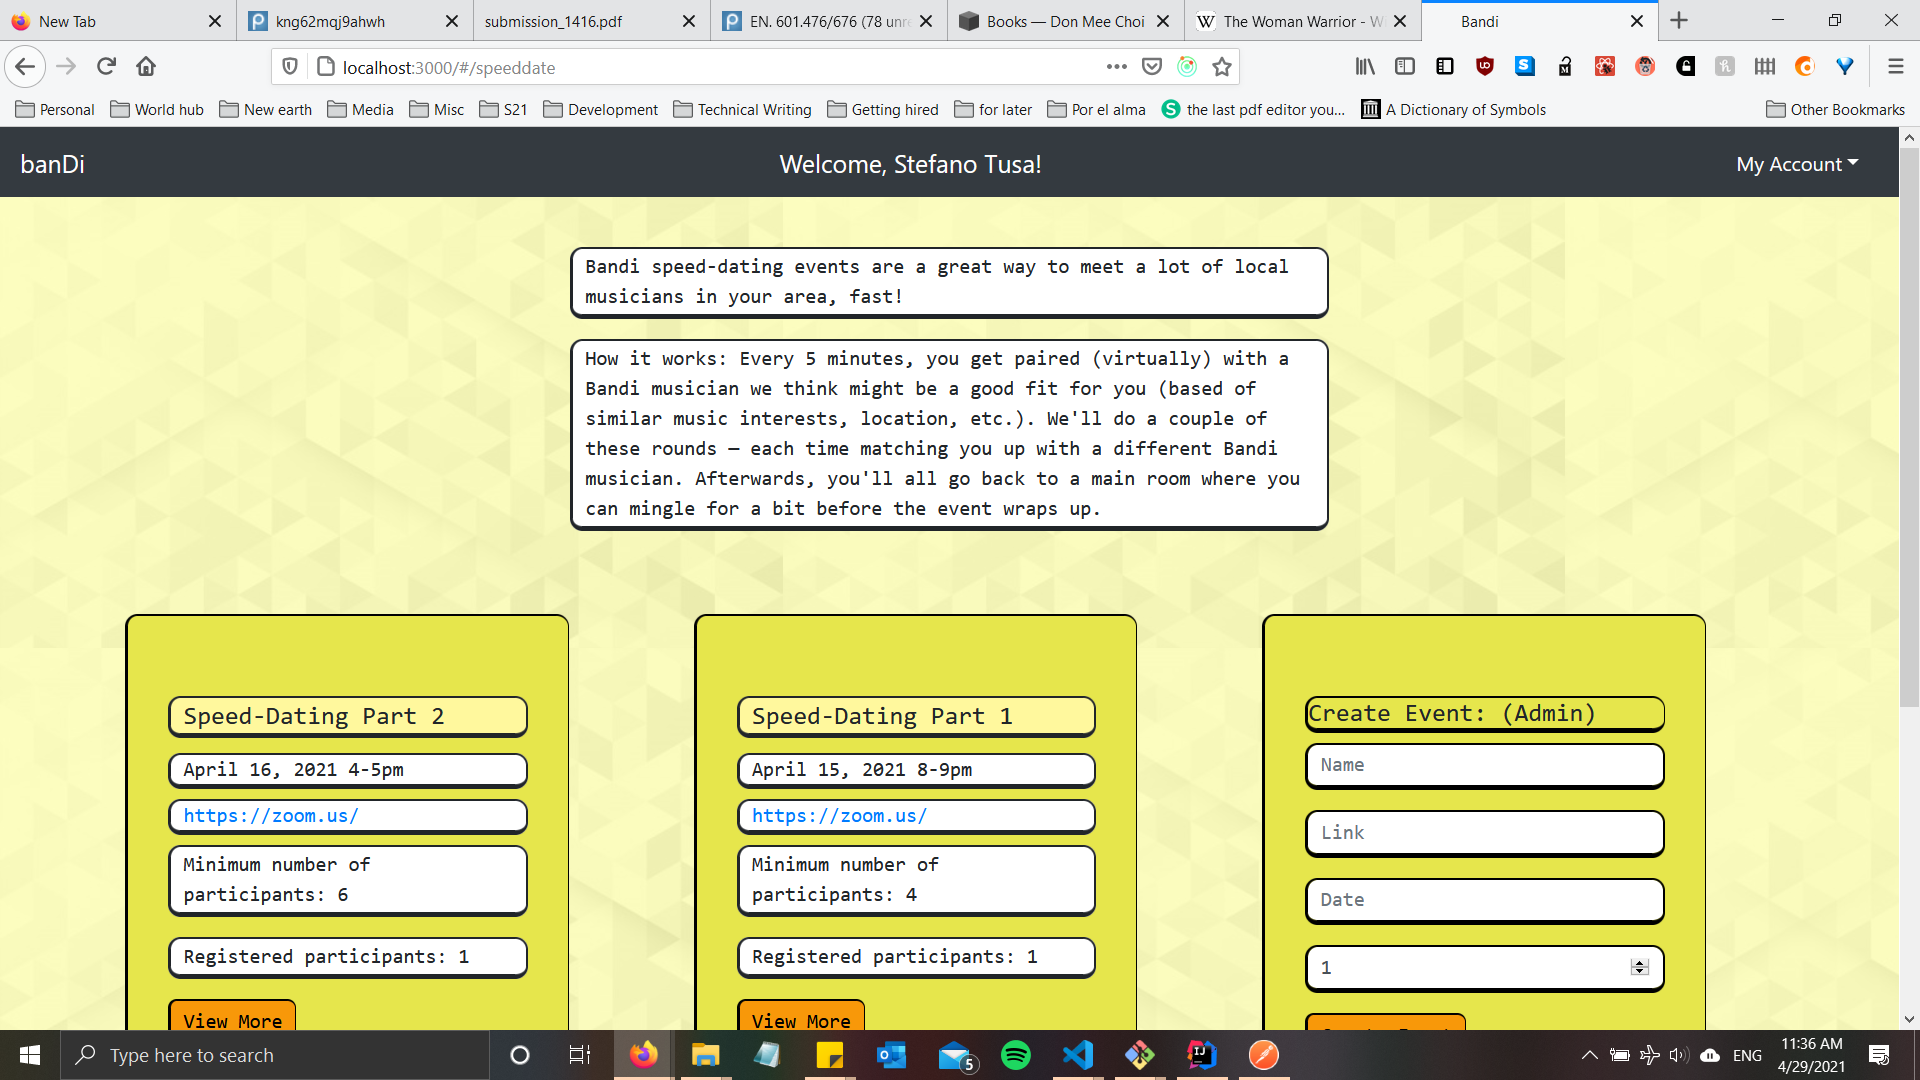 New Tab
kng62mqj9ahwh
submission_1416.pdf
EN. 601.476/676 (78 unre
Books — Don Mee Choi
The Woman Warrior - W
Bandi
localhost:3000/#/speeddate
Personal
World hub
New earth
Media
Misc
S21
Development
Technical Writing
Getting hired
for later
Por el alma
the last pdf editor you...
A Dictionary of Symbols
Other Bookmarks
banDi
Welcome, Stefano Tusa!
My Account
Bandi speed-dating events are a great way to meet a lot of local
musicians in your area, fast!
How it works: Every 5 minutes, you get paired (virtually) with a
Bandi musician we think might be a good fit for you (based of
similar music interests, location, etc.). We'll do a couple of
these rounds — each time matching you up with a different Bandi
musician. Afterwards, you'll all go back to a main room where you
can mingle for a bit before the event wraps up.
Speed-Dating Part 2
April 16, 2021 4-5pm
https://zoom.us/
Minimum number of
participants: 6
Registered participants: 1
View More
Speed-Dating Part 1
April 15, 2021 8-9pm
https://zoom.us/
Minimum number of
participants: 4
Registered participants: 1
View More
Create Event: (Admin)
Name
Link
Date
1
Type here to search
5
ENG
11:36 AM
4/29/2021